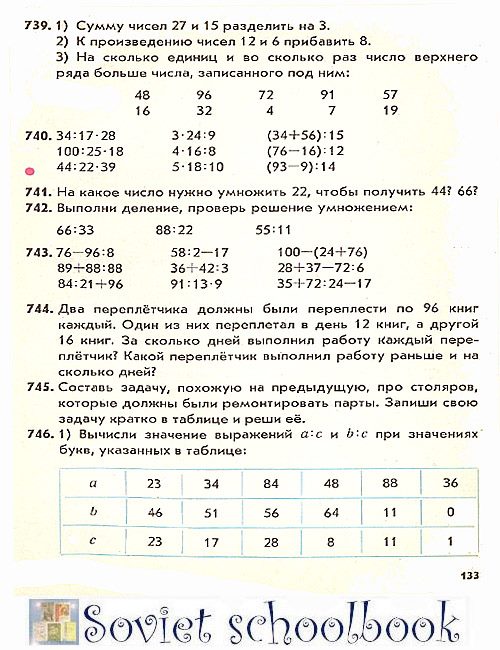 739. 1) Сумму чисел 27 и 15 разделить на 3.
2) К произведению чисел 12 и 6 прибавить 8.
3) На сколько единиц и во сколько раз число верхнего
ряда больше числа, записанного под ним:
48 96 72 91 57
16 32 4 7 19
740. 34:17·28 3·24:9 (34+56):15
100:25·18 4·16:8 (76−16):12
44:22·39 5·18:10 (93−9):14
741. На какое число нужно умножить 22, чтобы получить 44? 66?
742. Выполни деление, проверь решение умножением:
66:33 88:22 55:11
743. 76−96:8 58:2−17 100−(24+76)
89+88:88 36+42:3 28+37−72:6
84:21+96 91:13·9 35+72:24−17
744. Два переплётчика должны были переплести по 96 книг
каждый. Один из них переплетал в день 12 книг, а другой
16 книг. За сколько дней выполнил работу каждый пере-
плётчик? Какой переплётчик выполнил работу раньше и на
сколько дней?
745. Составь задачу, похожую на предыдущую, про столяров,
которые должны были ремонтировать парты. Запиши свою
задачу кратко в таблице и реши её.
746. 1) Вычисли значение выражений a:c и b:c при значениях
букв, указанных в таблице:
a 23 34 84 48 88 36
b 46 51 56 64 11 0
c 23 17 28 8 11 1
133
Soviet schoolbook